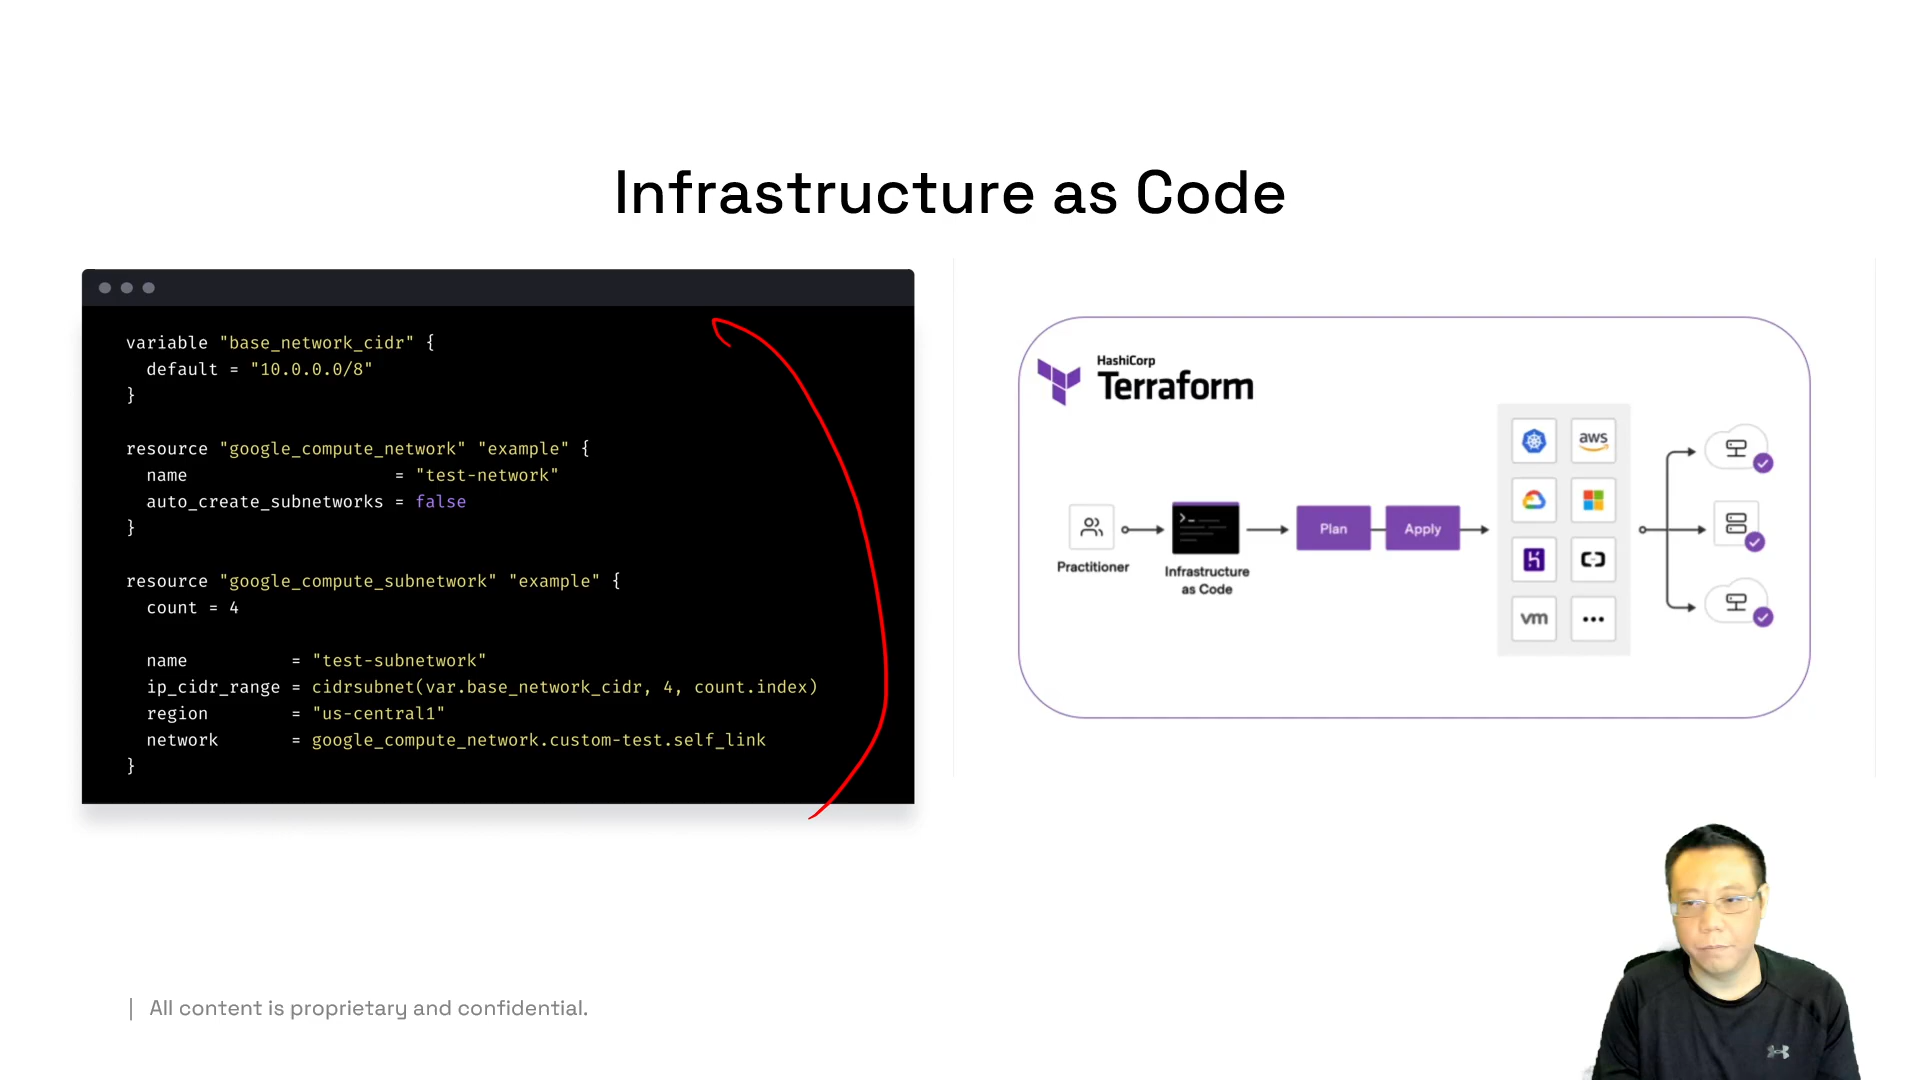 Infrastructure as Code
variable "base_network_cidr" {
  default = "10.0.0.0/8"
}
resource "google_compute_network" "example" {
  name                    = "test-network"
  auto_create_subnetworks = false
}
resource "google_compute_subnetwork" "example" {
  count = 4
  name          = "test-subnetwork"
  ip_cidr_range = cidrsubnet(var.base_network_cidr, 4, count.index)
  region        = "us-central1"
  network       = google_compute_network.custom-test.self_link
}
HashiCorp
Terraform
Practitioner
Infrastructure
as Code
Plan
Apply
aws
vm
| All content is proprietary and confidential.